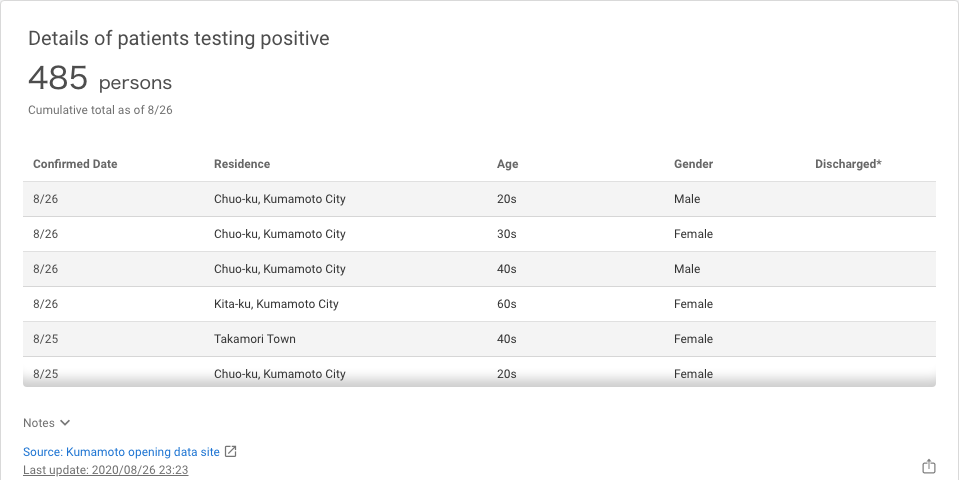 Details of patients testing positive
485 persons
Cumulative total as of 8/26
Confirmed Date Residence Age Gender Discharged*
8/26 Chuo-ku, Kumamoto City 20s Male
8/26 Chuo-ku, Kumamoto City 30s Female
8/26 Chuo-ku, Kumamoto City 40s Male
8/26 Kita-ku, Kumamoto City 60s Female
8/25 Takamori Town 40s Female
8/25 Chuo-ku, Kumamoto City 20s Female
Notes
Source: Kumamoto opening data site
Last update: 2020/08/26 23:23